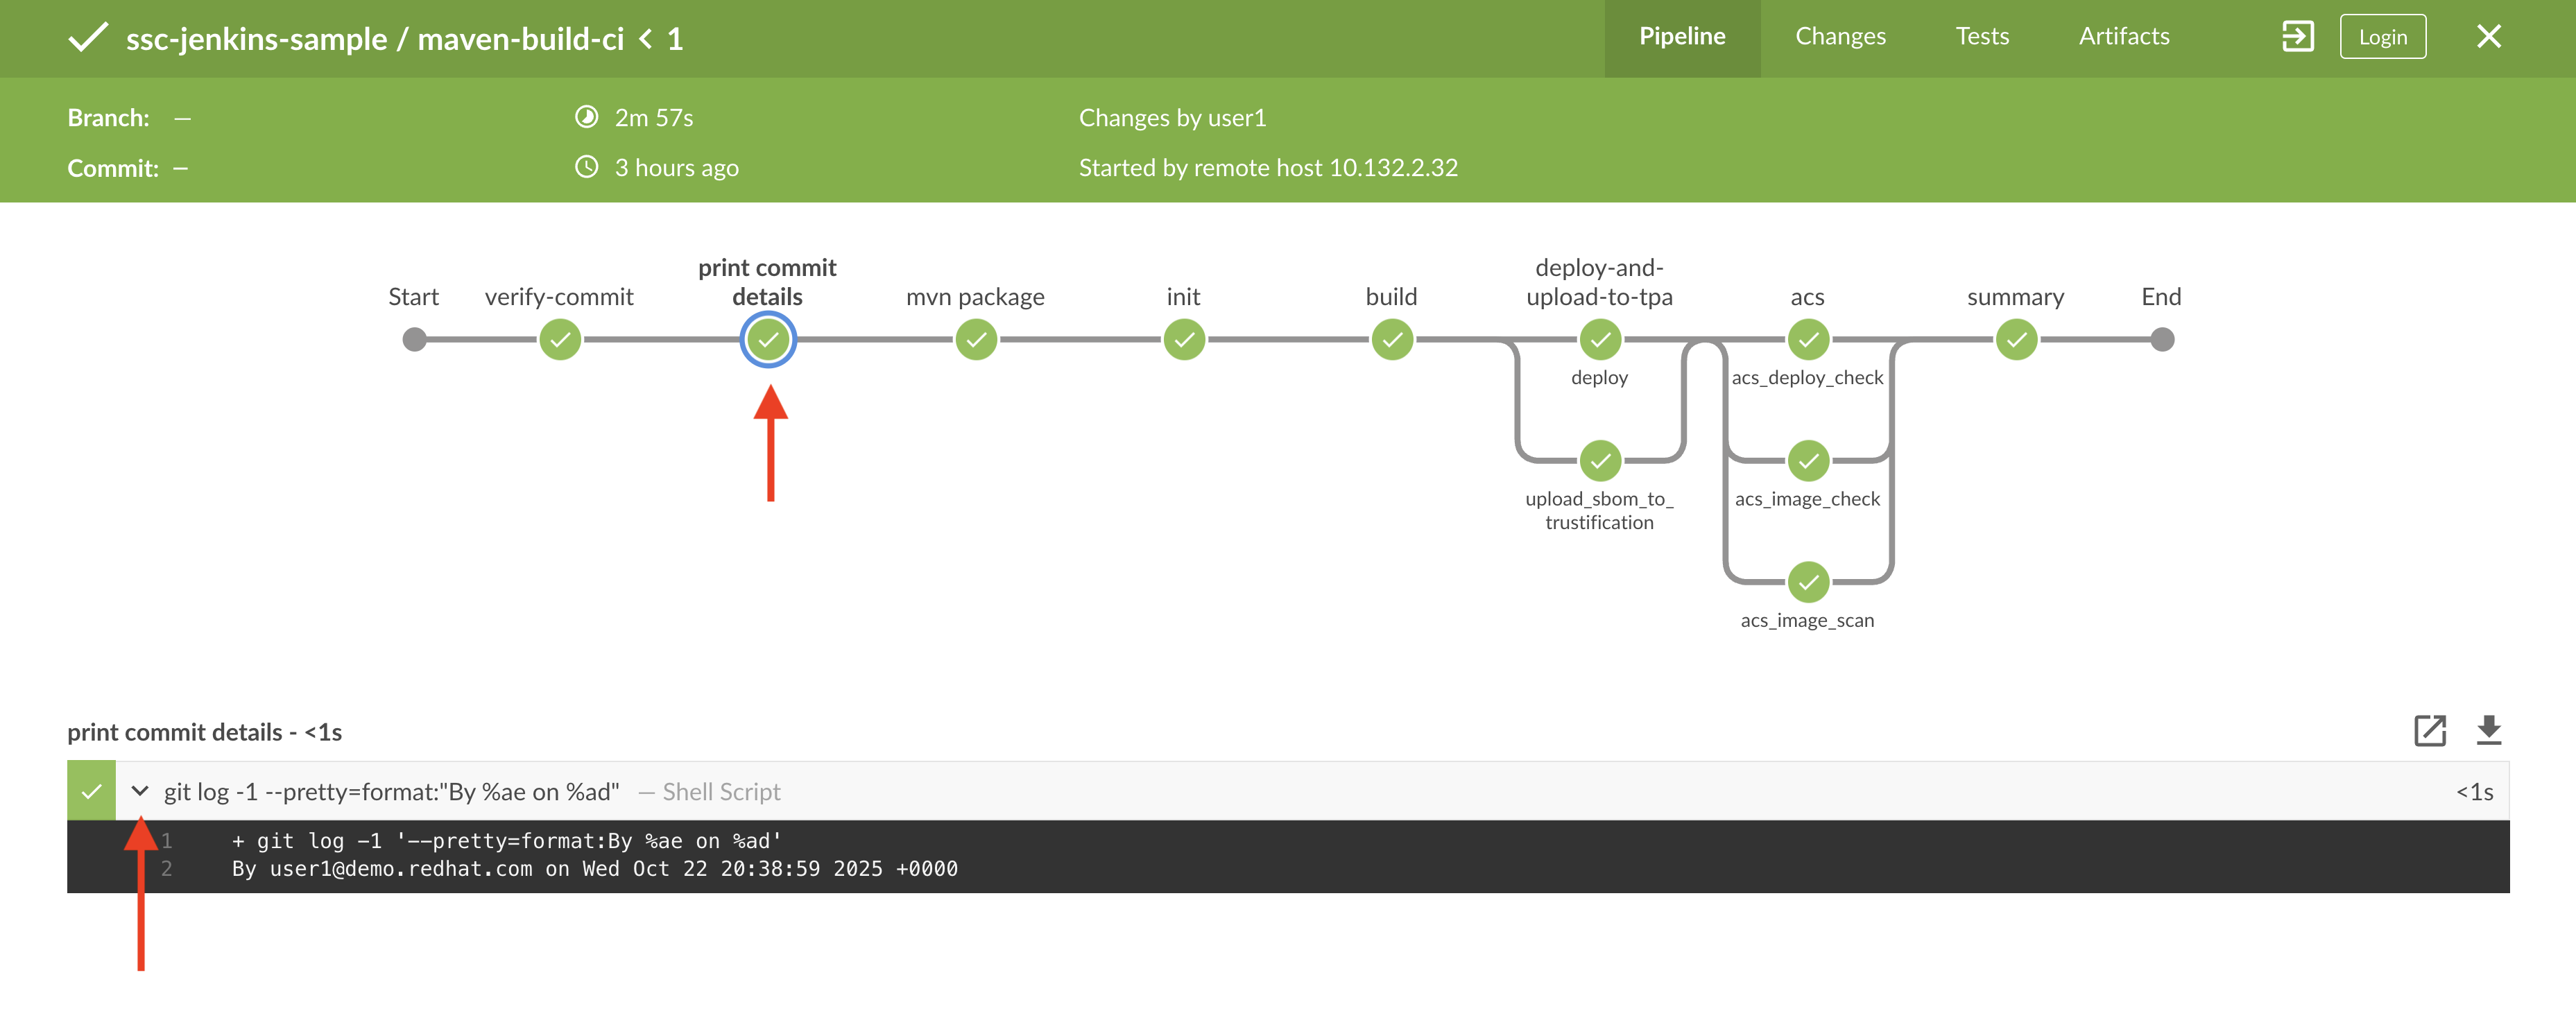 ssc-jenkins-sample / maven-build-ci < 1
Pipeline
Changes
Tests
Artifacts
Login
Branch: —
2m 57s
Changes by user1
Commit: —
3 hours ago
Started by remote host 10.132.2.32
Start
verify-commit
print commit
details
mvn package
init
build
deploy-and-
upload-to-tpa
acs
summary
End
deploy
acs_deploy_check
upload_sbom_to_
trustification
acs_image_check
acs_image_scan
print commit details - <1s
git log -1 --pretty=format:"By %ae on %ad" — Shell Script
<1s
1 + git log -1 '--pretty=format:By %ae on %ad'
2 By user1@demo.redhat.com on Wed Oct 22 20:38:59 2025 +0000